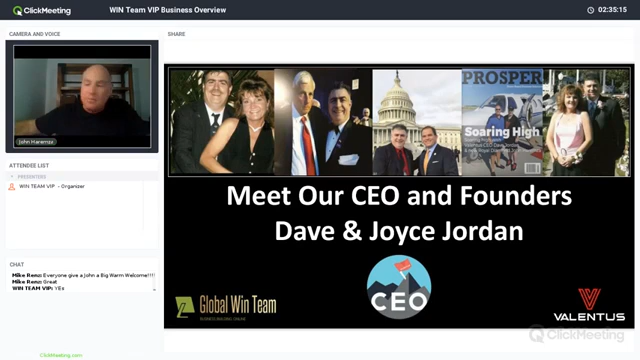 ClickMeeting
WIN Team VIP Business Overview
02:35:15
CAMERA AND VOICE
John Haremza
ATTENDEE LIST
PRESENTERS
WIN TEAM VIP - Organizer
CHAT
Mike Renz: Everyone give a John a Big Warm Welcome!!!!
Mike Renz: Great
WIN TEAM VIP: YEs
ClickMeeting.com
SHARE
PROSPER
Soaring High
Meet Our CEO and Founders
Dave & Joyce Jordan
CEO
Global Win Team
BUSINESS BUILDING ONLINE
VALENTUS
ClickMeeting